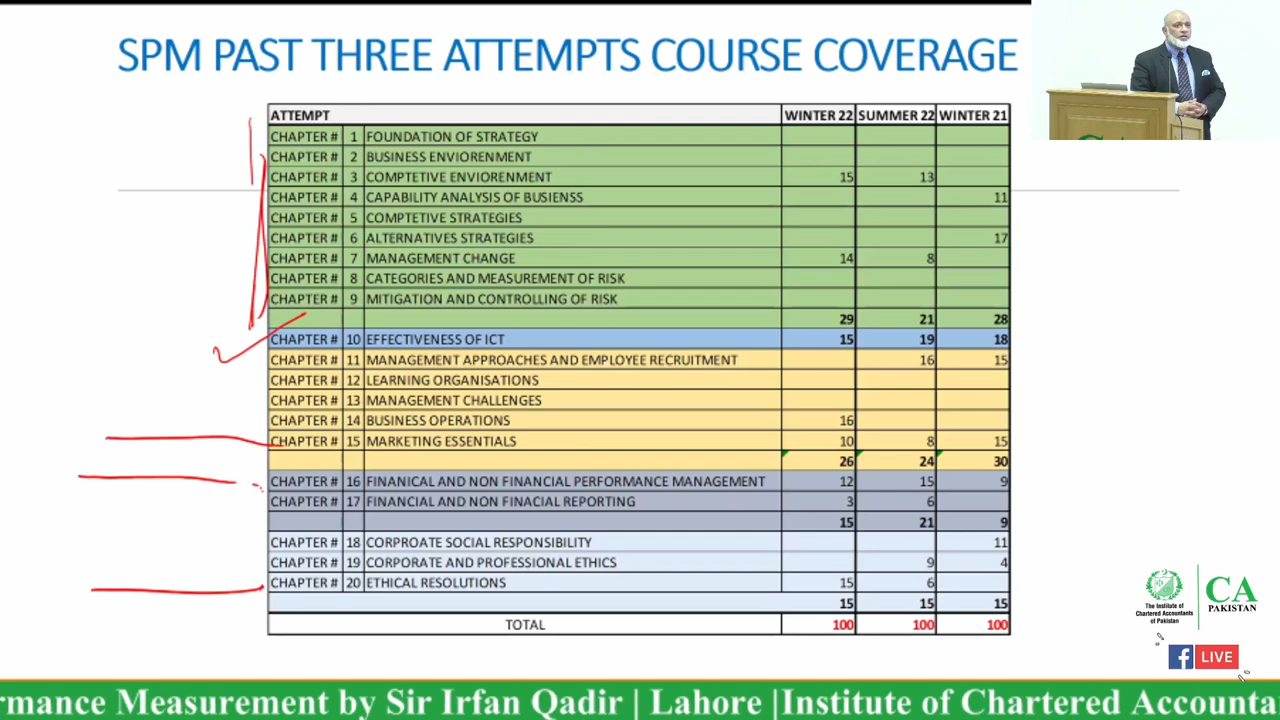 SPM PAST THREE ATTEMPTS COURSE COVERAGE
ATTEMPT WINTER 22 SUMMER 22 WINTER 21
CHAPTER # 1 FOUNDATION OF STRATEGY
CHAPTER # 2 BUSINESS ENVIORENMENT
CHAPTER # 3 COMPTETIVE ENVIORENMENT 15 13
CHAPTER # 4 CAPABILITY ANALYSIS OF BUSIENSS 11
CHAPTER # 5 COMPTETIVE STRATEGIES
CHAPTER # 6 ALTERNATIVES STRATEGIES 17
CHAPTER # 7 MANAGEMENT CHANGE 14 8
CHAPTER # 8 CATEGORIES AND MEASUREMENT OF RISK
CHAPTER # 9 MITIGATION AND CONTROLLING OF RISK
29 21 28
CHAPTER # 10 EFFECTIVENESS OF ICT 15 19 18
CHAPTER # 11 MANAGEMENT APPROACHES AND EMPLOYEE RECRUITMENT 16 15
CHAPTER # 12 LEARNING ORGANISATIONS
CHAPTER # 13 MANAGEMENT CHALLENGES
CHAPTER # 14 BUSINESS OPERATIONS 16
CHAPTER # 15 MARKETING ESSENTIALS 10 8 15
26 24 30
CHAPTER # 16 FINANICAL AND NON FINANCIAL PERFORMANCE MANAGEMENT 12 15 9
CHAPTER # 17 FINANCIAL AND NON FINACIAL REPORTING 3 6
15 21 9
CHAPTER # 18 CORPROATE SOCIAL RESPONSIBILITY 11
CHAPTER # 19 CORPORATE AND PROFESSIONAL ETHICS 9 4
CHAPTER # 20 ETHICAL RESOLUTIONS 15 6
15 15 15
TOTAL 100 100 100
The Institute of
Chartered Accountants
of Pakistan
CA
PAKISTAN
f LIVE
rmance Measurement by Sir Irfan Qadir | Lahore |Institute of Chartered Accounta